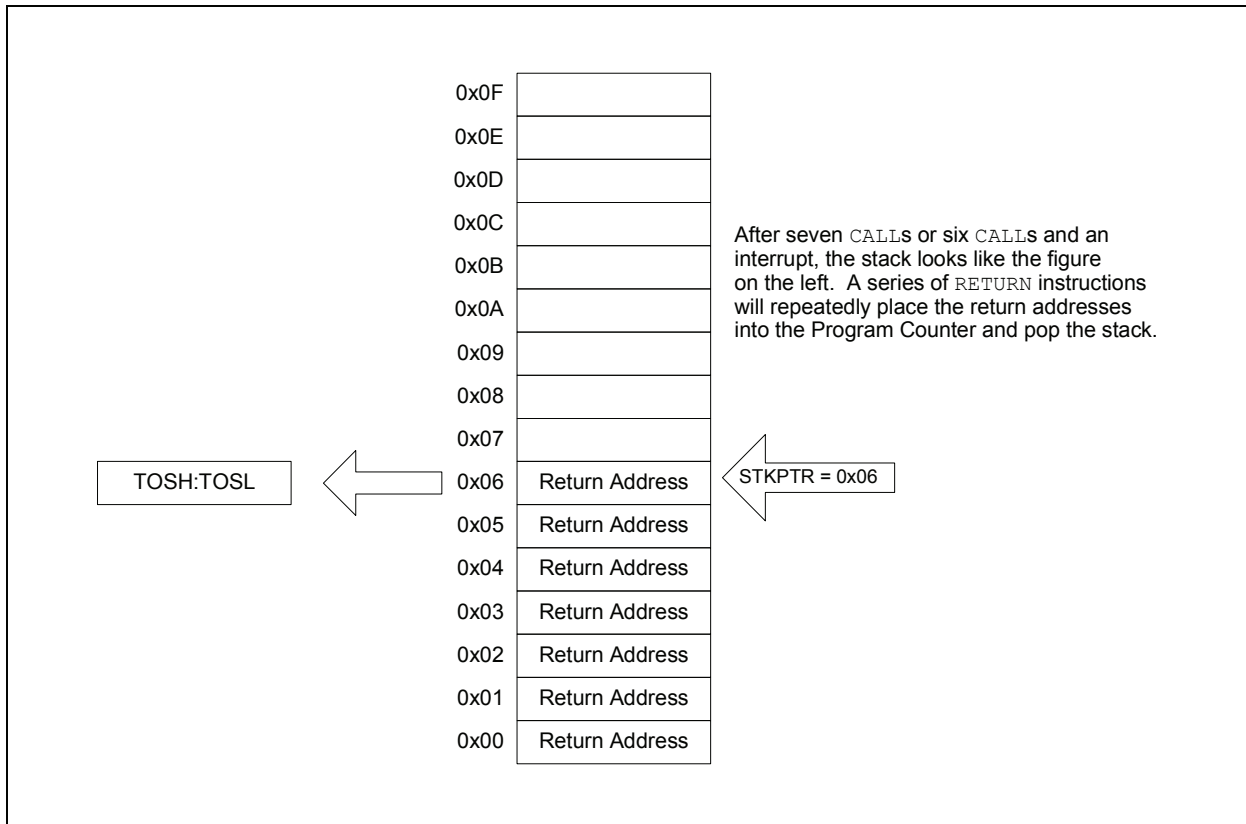 0x0F
0x0E
0x0D
0x0C
0x0B
0x0A
0x09
0x08
0x07
After seven CALLs or six CALLs and an
interrupt, the stack looks like the figure
on the left. A series of RETURN instructions
will repeatedly place the return addresses
into the Program Counter and pop the stack.
TOSH:TOSL
0x06 Return Address
STKPTR = 0x06
0x05 Return Address
0x04 Return Address
0x03 Return Address
0x02 Return Address
0x01 Return Address
0x00 Return Address